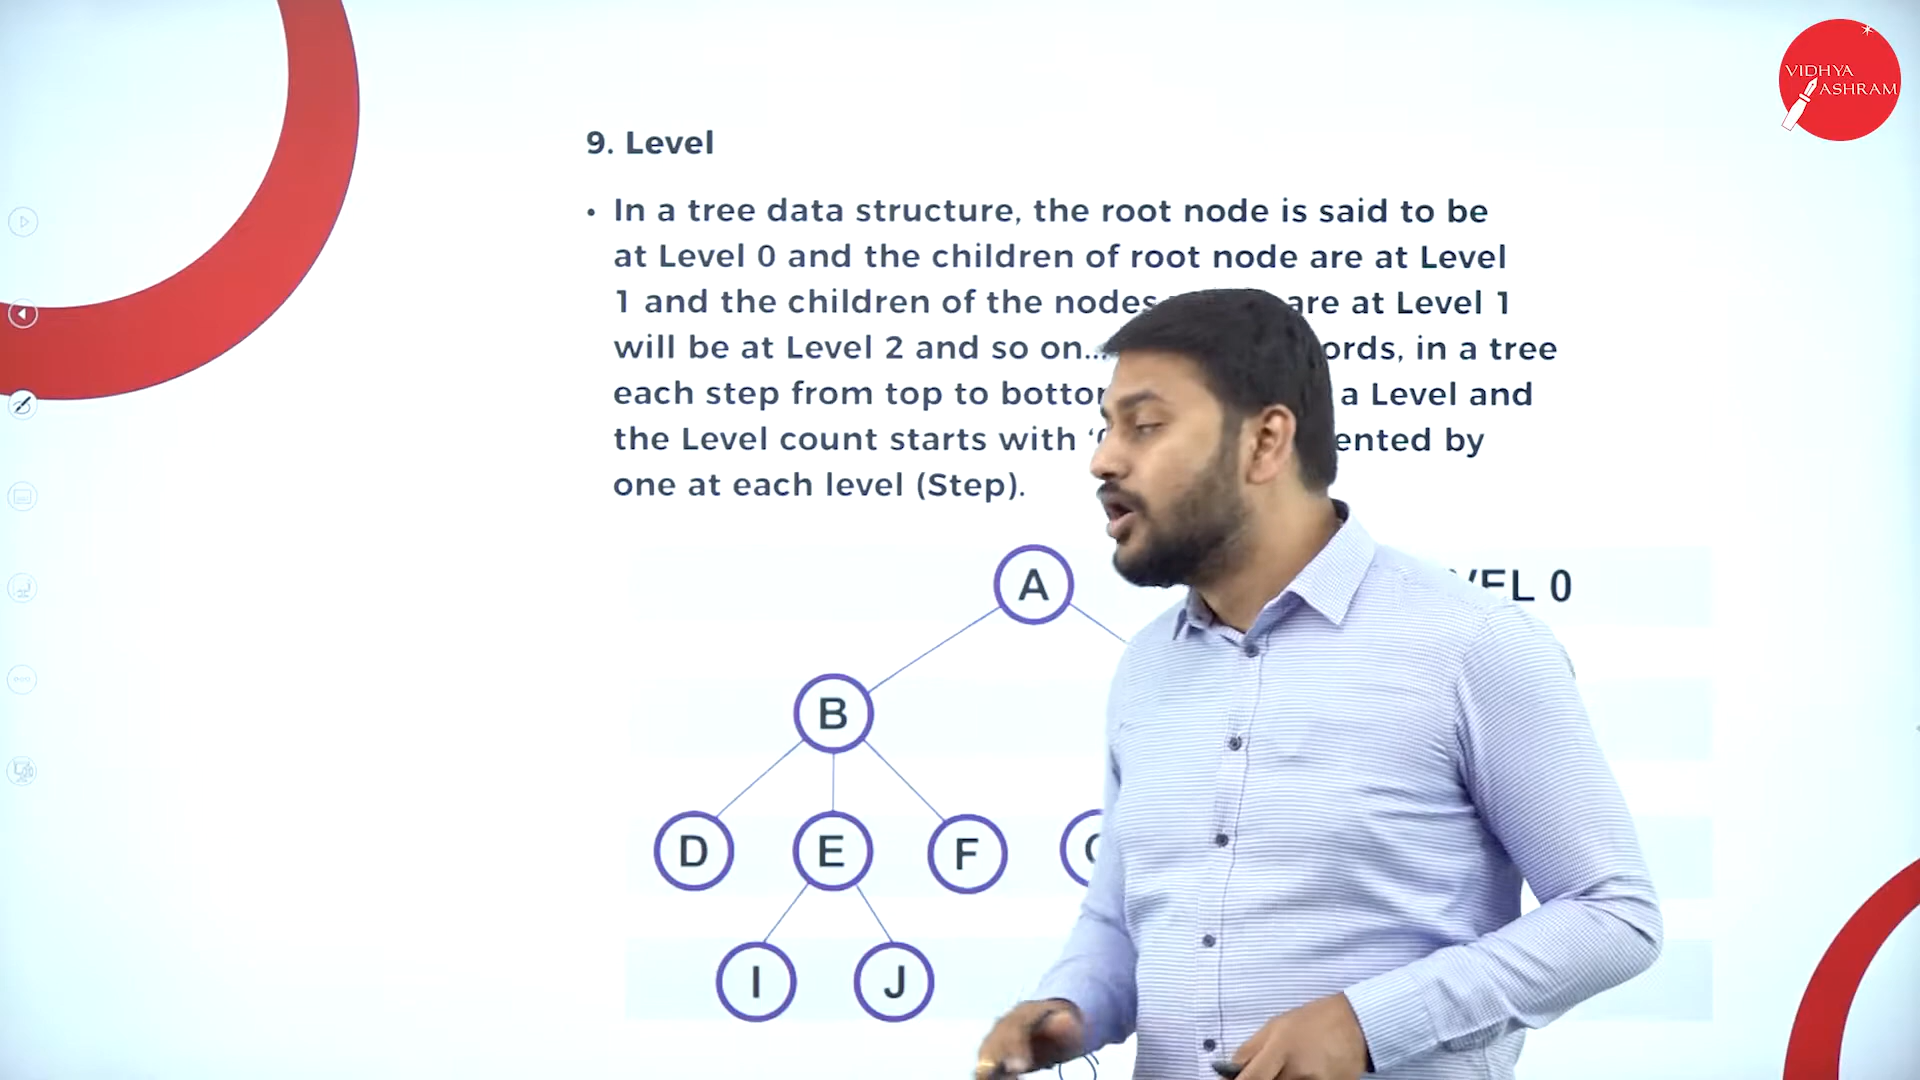 VIDHYA
ASHRAM
9. Level
• In a tree data structure, the root node is said to be
at Level 0 and the children of root node are at Level
1 and the children of the nodes are at Level 1
will be at Level 2 and so on... in a tree
each step from top to a Level and
the Level count starts with by
one at each level (Step).
A
0
B
D E F
I J